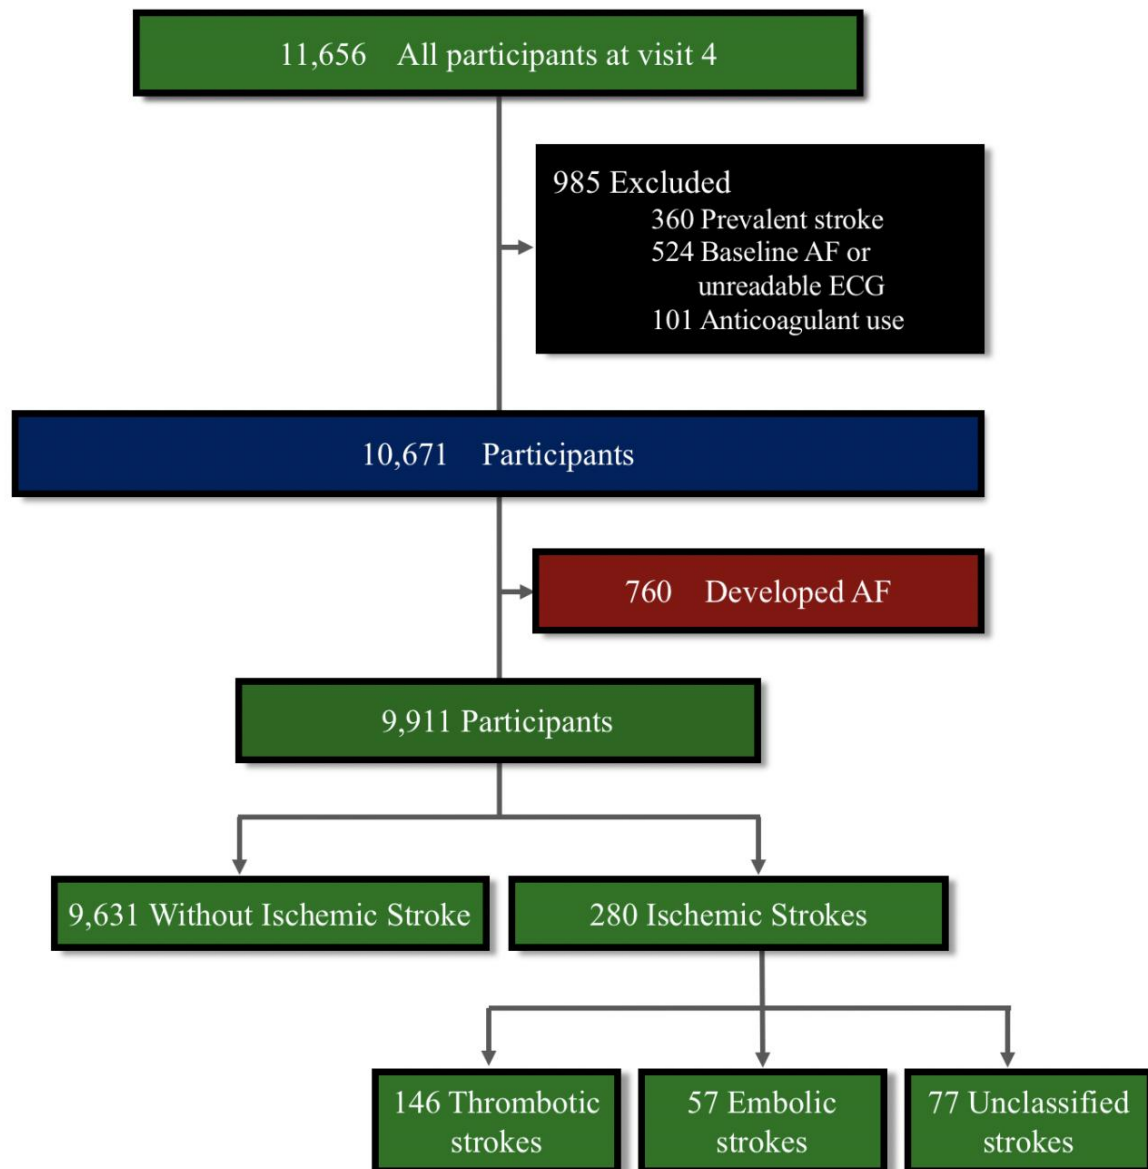 11,656 All participants at visit 4
985 Excluded
360 Prevalent stroke
524 Baseline AF or
unreadable ECG
101 Anticoagulant use
10,671 Participants
760 Developed AF
9,911 Participants
9,631 Without Ischemic Stroke
280 Ischemic Strokes
146 Thrombotic
strokes
57 Embolic
strokes
77 Unclassified
strokes